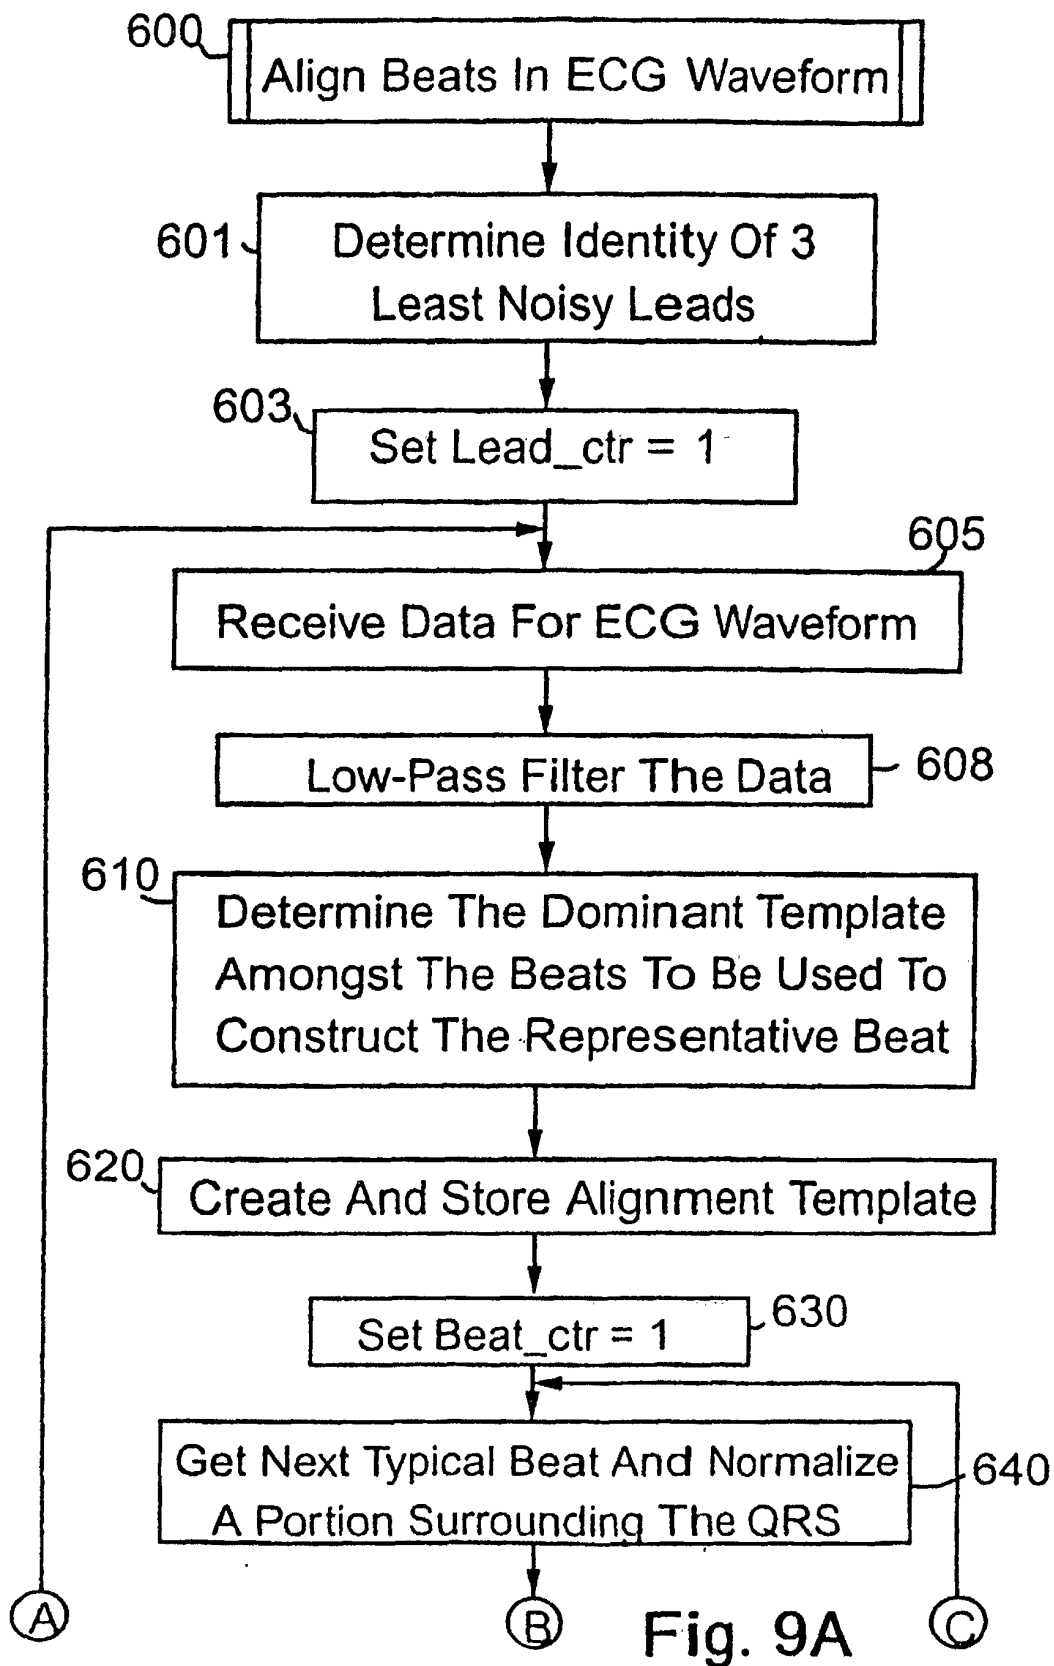 600
Align Beats In ECG Waveform
601
Determine Identity Of 3
Least Noisy Leads
603
Set Lead_ctr = 1
605
Receive Data For ECG Waveform
Low-Pass Filter The Data
608
610
Determine The Dominant Template
Amongst The Beats To Be Used To
Construct The Representative Beat
620
Create And Store Alignment Template
Set Beat_ctr = 1
630
Get Next Typical Beat And Normalize
A Portion Surrounding The QRS
640
A
B
Fig. 9A
C